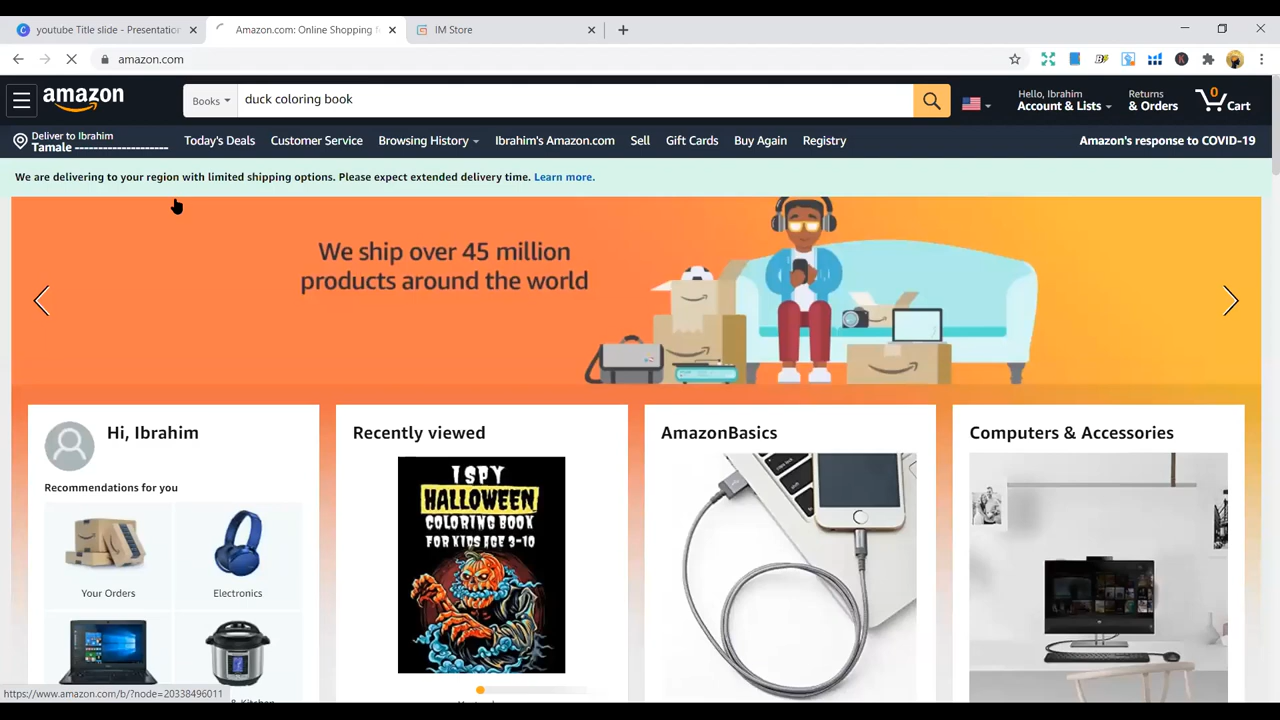 youtube Title slide - Presentation
Amazon.com: Online Shopping f
IM Store
amazon.com
amazon
Books
duck coloring book
Hello, Ibrahim
Account & Lists
Returns
& Orders
0
Cart
Deliver to Ibrahim
Tamale ---------------------
Today's Deals
Customer Service
Browsing History
Ibrahim's Amazon.com
Sell
Gift Cards
Buy Again
Registry
Amazon's response to COVID-19
We are delivering to your region with limited shipping options. Please expect extended delivery time. Learn more.
We ship over 45 million
products around the world
Hi, Ibrahim
Recommendations for you
Your Orders
Electronics
Recently viewed
I SPY
HALLOWEEN
COLORING BOOK
FOR KIDS AGE 3-10
AmazonBasics
Computers & Accessories
https://www.amazon.com/b/?node=20338496011
& Kitchen